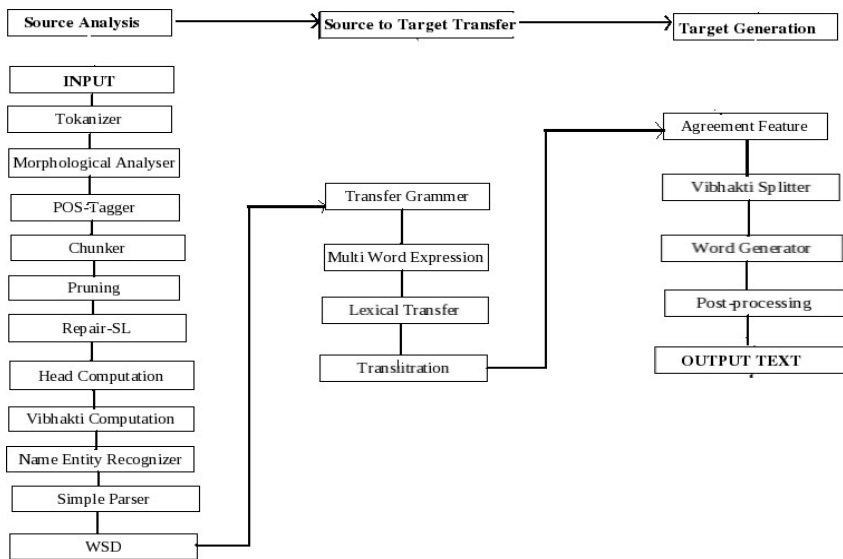 Source Analysis
Source to Target Transfer
Target Generation
INPUT
Tokanizer
Morphological Analyser
POS-Tagger
Chunker
Pruning
Repair-SL
Head Computation
Vibhakti Computation
Name Entity Recognizer
Simple Parser
WSD
Transfer Grammer
Multi Word Expression
Lexical Transfer
Translitration
Agreement Feature
Vibhakti Splitter
Word Generator
Post-processing
OUTPUT TEXT